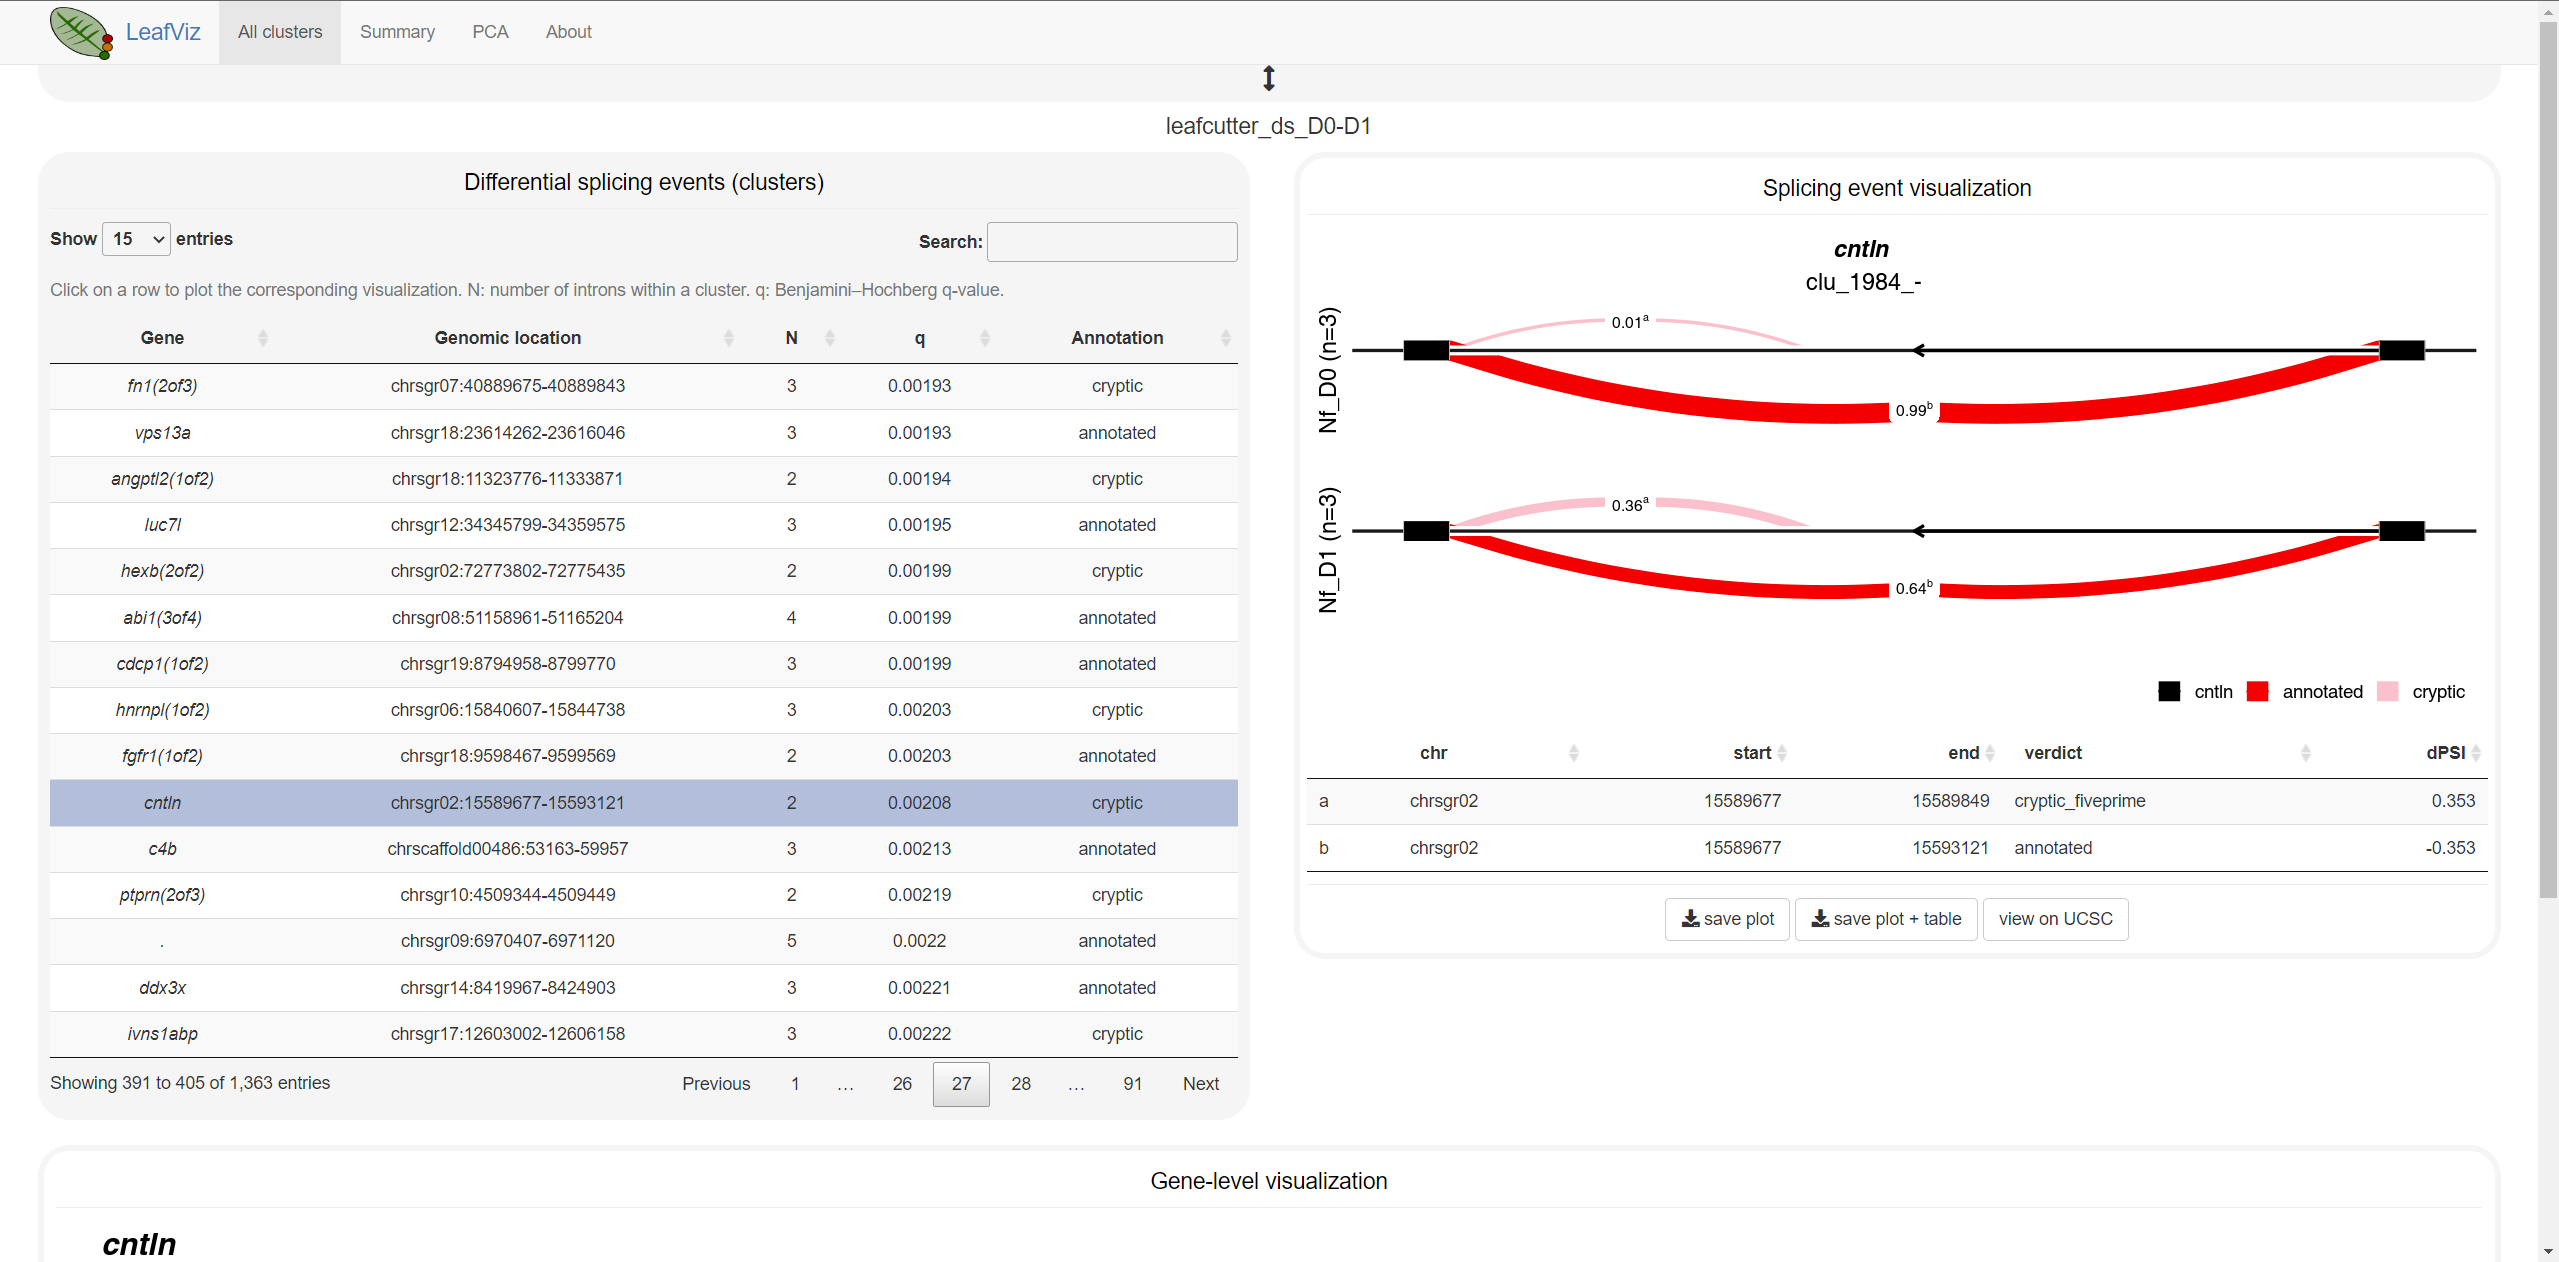 LeafViz All clusters Summary PCA About
leafcutter_ds_D0-D1
Differential splicing events (clusters)
Show 15 entries Search:
Click on a row to plot the corresponding visualization. N: number of introns within a cluster. q: Benjamini–Hochberg q-value.
Gene Genomic location N q Annotation
fn1(2of3) chrsgr07:40889675-40889843 3 0.00193 cryptic
vps13a chrsgr18:23614262-23616046 3 0.00193 annotated
angptl2(1of2) chrsgr18:11323776-11333871 2 0.00194 cryptic
luc7l chrsgr12:34345799-34359575 3 0.00195 annotated
hexb(2of2) chrsgr02:72773802-72775435 2 0.00199 cryptic
abi1(3of4) chrsgr08:51158961-51165204 4 0.00199 annotated
cdcp1(1of2) chrsgr19:8794958-8799770 3 0.00199 annotated
hnrnpl(1of2) chrsgr06:15840607-15844738 3 0.00203 cryptic
fgfr1(1of2) chrsgr18:9598467-9599569 2 0.00203 annotated
cntln chrsgr02:15589677-15593121 2 0.00208 cryptic
c4b chrscaffold00486:53163-59957 3 0.00213 annotated
ptprn(2of3) chrsgr10:4509344-4509449 2 0.00219 cryptic
. chrsgr09:6970407-6971120 5 0.0022 annotated
ddx3x chrsgr14:8419967-8424903 3 0.00221 annotated
ivns1abp chrsgr17:12603002-12606158 3 0.00222 cryptic
Showing 391 to 405 of 1,363 entries Previous 1 … 26 27 28 … 91 Next
Splicing event visualization
cntln
clu_1984_-
Nf_D0 (n=3)
0.01a
0.99b
Nf_D1 (n=3)
0.36a
0.64b
cntln annotated cryptic
chr start end verdict dPSI
a chrsgr02 15589677 15589849 cryptic_fiveprime 0.353
b chrsgr02 15589677 15593121 annotated -0.353
save plot save plot + table view on UCSC
Gene-level visualization
cntln